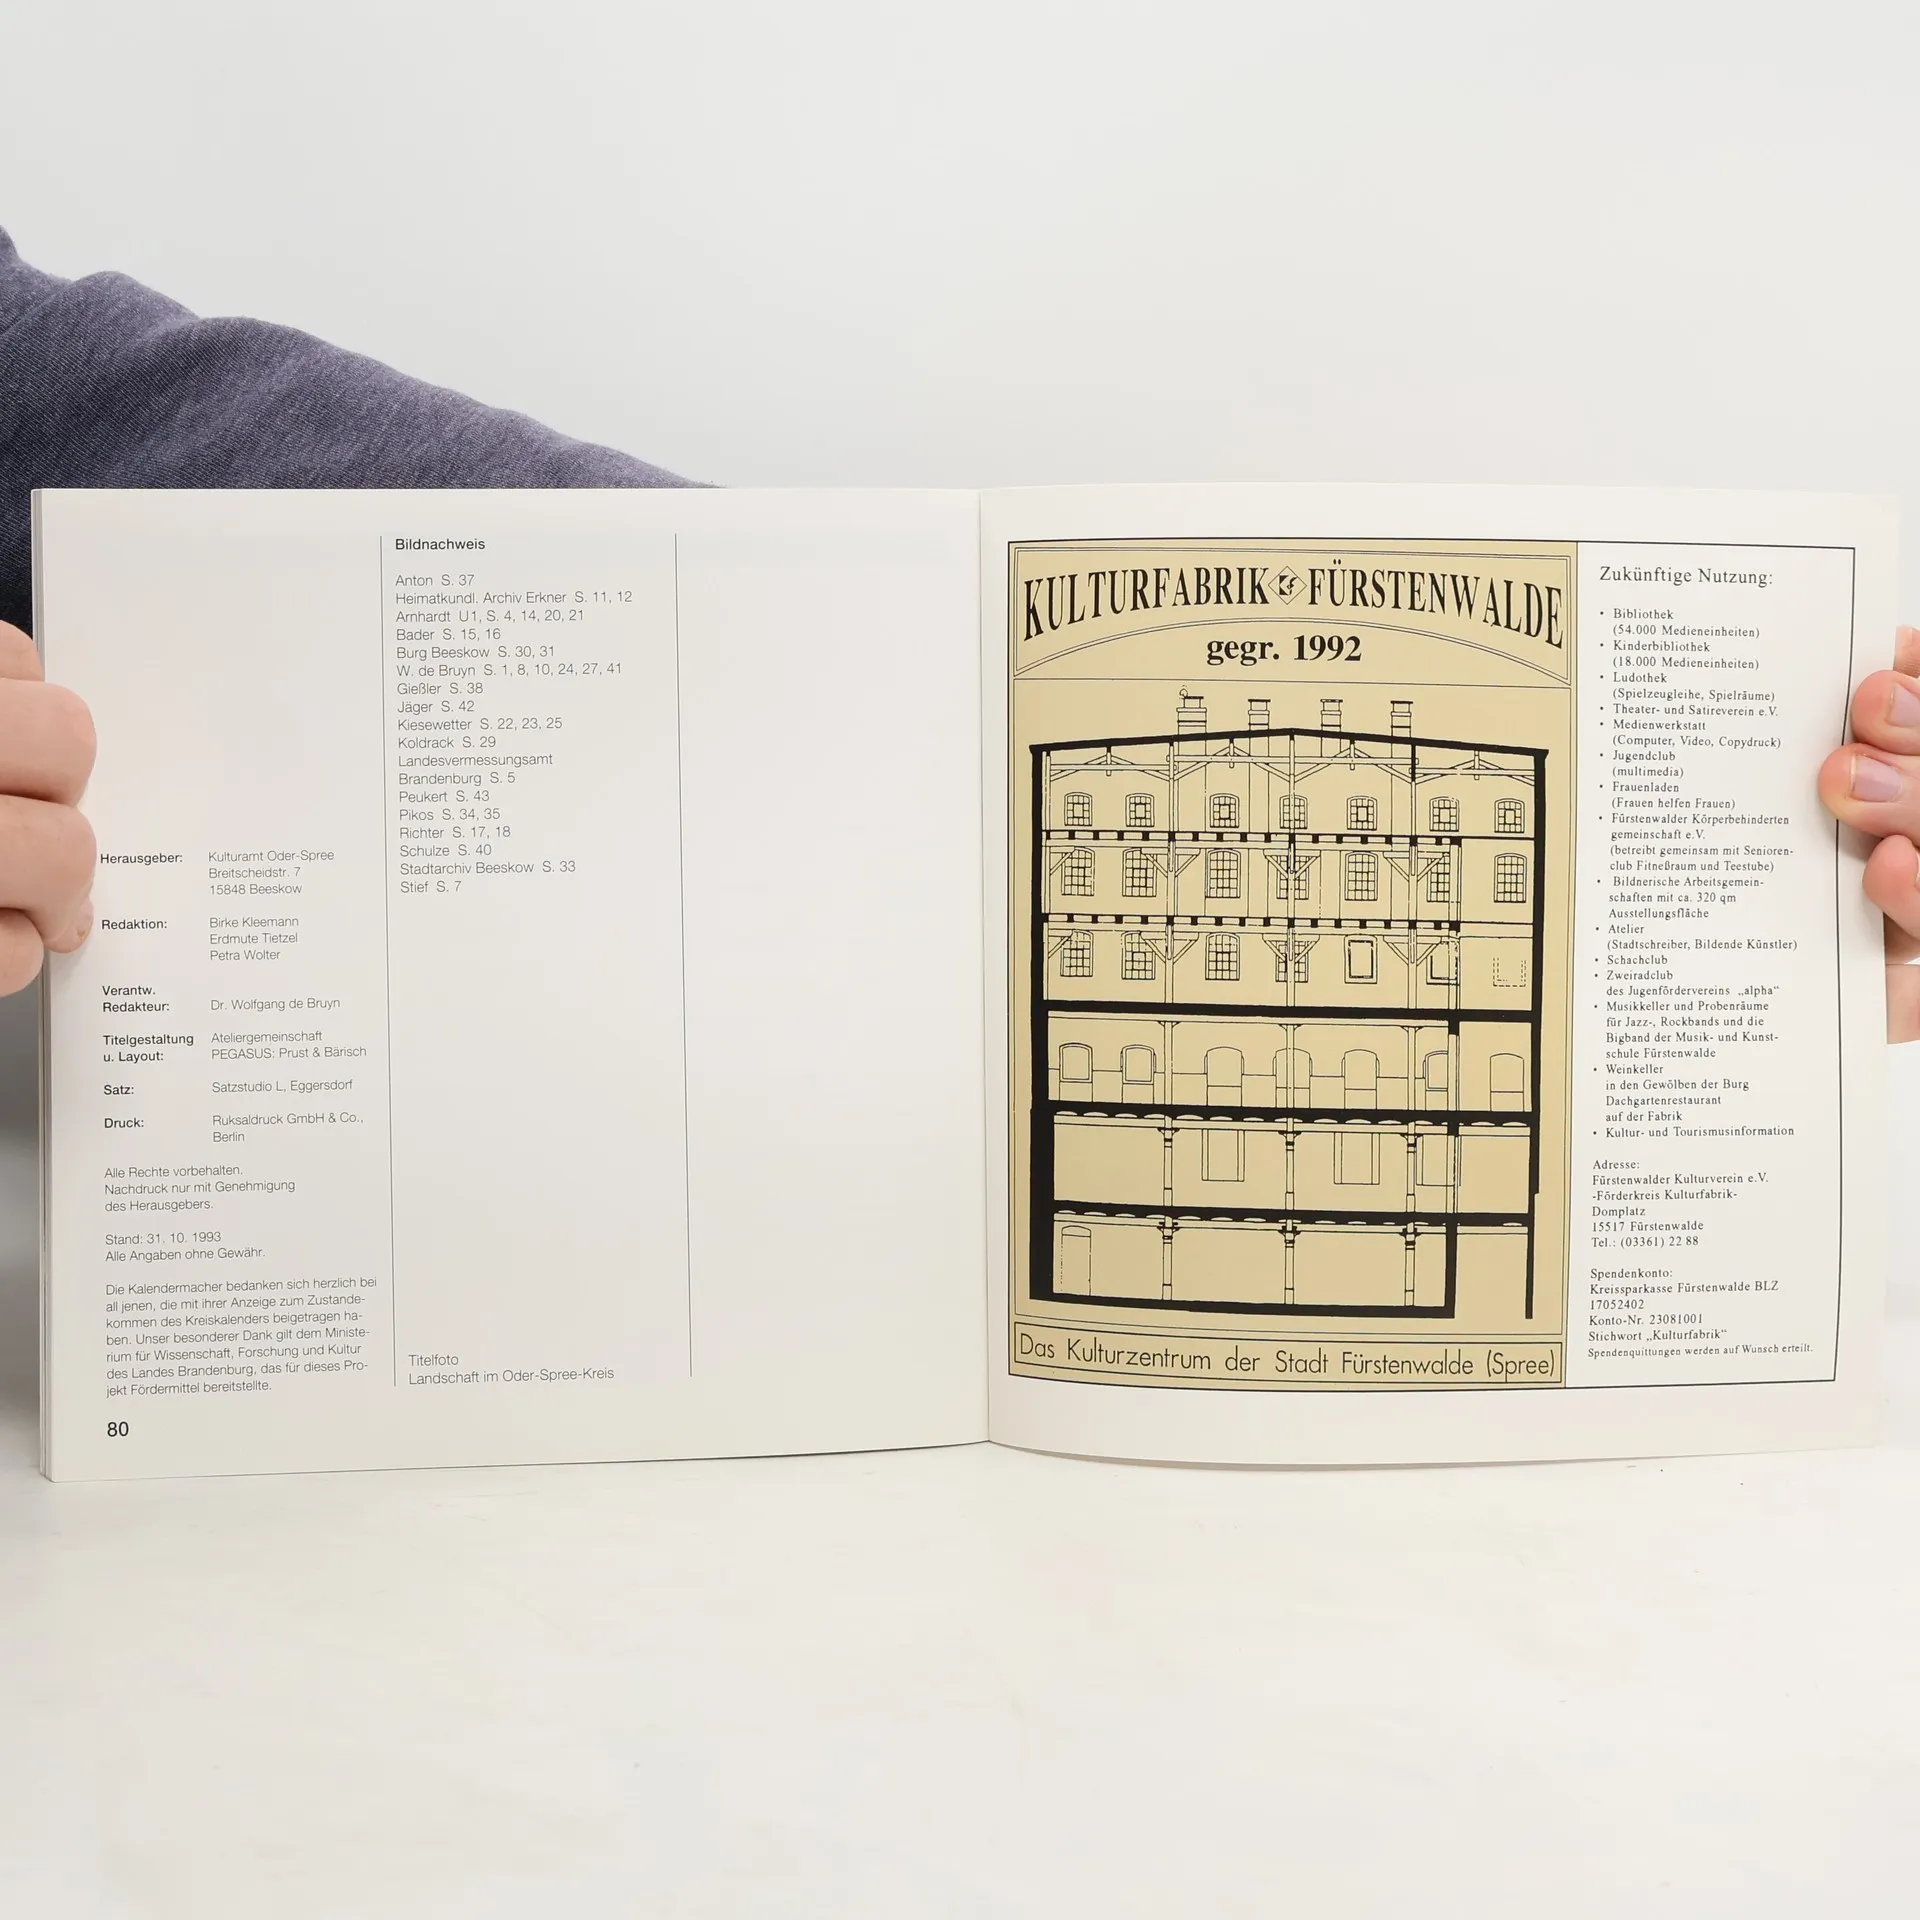 Herausgeber: Kulturamt Oder-Spree
Breitscheidstr. 7
15848 Beeskow
Redaktion: Birke Kleemann
Erdmute Tietzel
Petra Wolter
Verantw.
Redakteur: Dr. Wolfgang de Bruyn
Titelgestaltung Ateliergemeinschaft
u. Layout: PEGASUS: Prust & Bärisch
Satz: Satzstudio L, Eggersdorf
Druck: Ruksaldruck GmbH & Co.,
Berlin
Alle Rechte vorbehalten.
Nachdruck nur mit Genehmigung
des Herausgebers.
Stand: 31. 10. 1993
Alle Angaben ohne Gewähr.
Die Kalendermacher bedanken sich herzlich bei
all jenen, die mit ihrer Anzeige zum Zustande-
kommen des Kreiskalenders beigetragen ha-
ben. Unser besonderer Dank gilt dem Ministe-
rium für Wissenschaft, Forschung und Kultur
des Landes Brandenburg, das für dieses Pro-
jekt Fördermittel bereitstellte.
80
Bildnachweis
Anton S. 37
Heimatkundl. Archiv Erkner S. 11, 12
Arnhardt U1, S. 4, 14, 20, 21
Bader S. 15, 16
Burg Beeskow S. 30, 31
W. de Bruyn S. 1, 8, 10, 24, 27, 41
Gießler S. 38
Jäger S. 42
Kiesewetter S. 22, 23, 25
Koldrack S. 29
Landesvermessungsamt
Brandenburg S. 5
Peukert S. 43
Pikos S. 34, 35
Richter S. 17, 18
Schulze S. 40
Stadtarchiv Beeskow S. 33
Stief S. 7
Titelfoto
Landschaft im Oder-Spree-Kreis
KULTURFABRIK FÜRSTENWALDE
gegr. 1992
Das Kulturzentrum der Stadt Fürstenwalde (Spree)
Zukünftige Nutzung:
• Bibliothek
(54.000 Medieneinheiten)
• Kinderbibliothek
(18.000 Medieneinheiten)
• Ludothek
(Spielzeugleihe, Spielräume)
• Theater- und Satireverein e.V.
• Medienwerkstatt
(Computer, Video, Copydruck)
• Jugendclub
(multimedia)
• Frauenladen
(Frauen helfen Frauen)
• Fürstenwalder Körperbehinderten
gemeinschaft e.V.
(betreibt gemeinsam mit Senioren-
club Fitneßraum und Teestube)
• Bildnerische Arbeitsgemein-
schaften mit ca. 320 qm
Ausstellungsfläche
• Atelier
(Stadtschreiber, Bildende Künstler)
• Schachclub
• Zweiradclub
des Jugendfördervereins „alpha“
• Musikkeller und Probenräume
für Jazz-, Rockbands und die
Bigband der Musik- und Kunst-
schule Fürstenwalde
• Weinkeller
in den Gewölben der Burg
Dachgartenrestaurant
auf der Fabrik
• Kultur- und Tourismusinformation
Adresse:
Fürstenwalder Kulturverein e.V.
-Förderkreis Kulturfabrik-
Domplatz
15517 Fürstenwalde
Tel.: (03361) 22 88
Spendenkonto:
Kreissparkasse Fürstenwalde BLZ
17052402
Konto-Nr. 23081001
Stichwort „Kulturfabrik“
Spendenquittungen werden auf Wunsch erteilt.